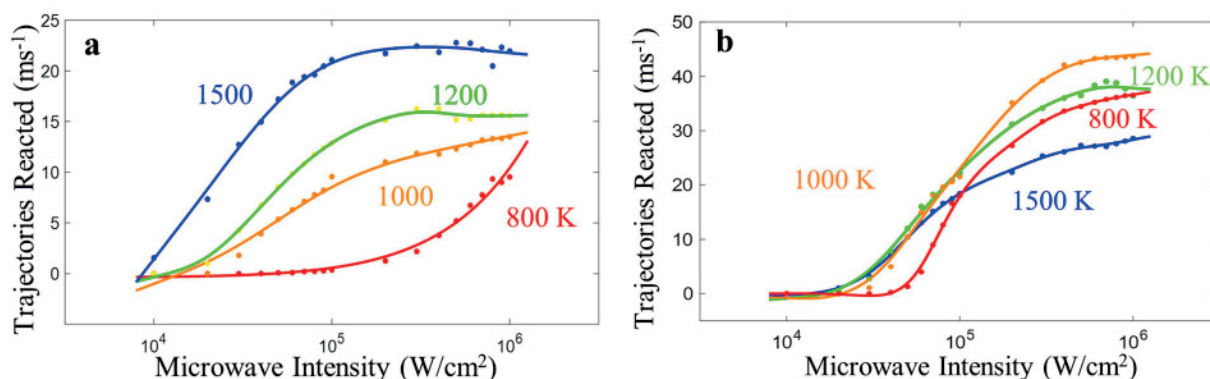 a
25
20
15
10
5
0
Trajectories Reacted (ms⁻¹)
1500
1200
1000
800 K
10⁴
10⁵
10⁶
Microwave Intensity (W/cm²)
b
50
40
30
20
10
0
Trajectories Reacted (ms⁻¹)
1200 K
800 K
1000 K
1500 K
10⁴
10⁵
10⁶
Microwave Intensity (W/cm²)